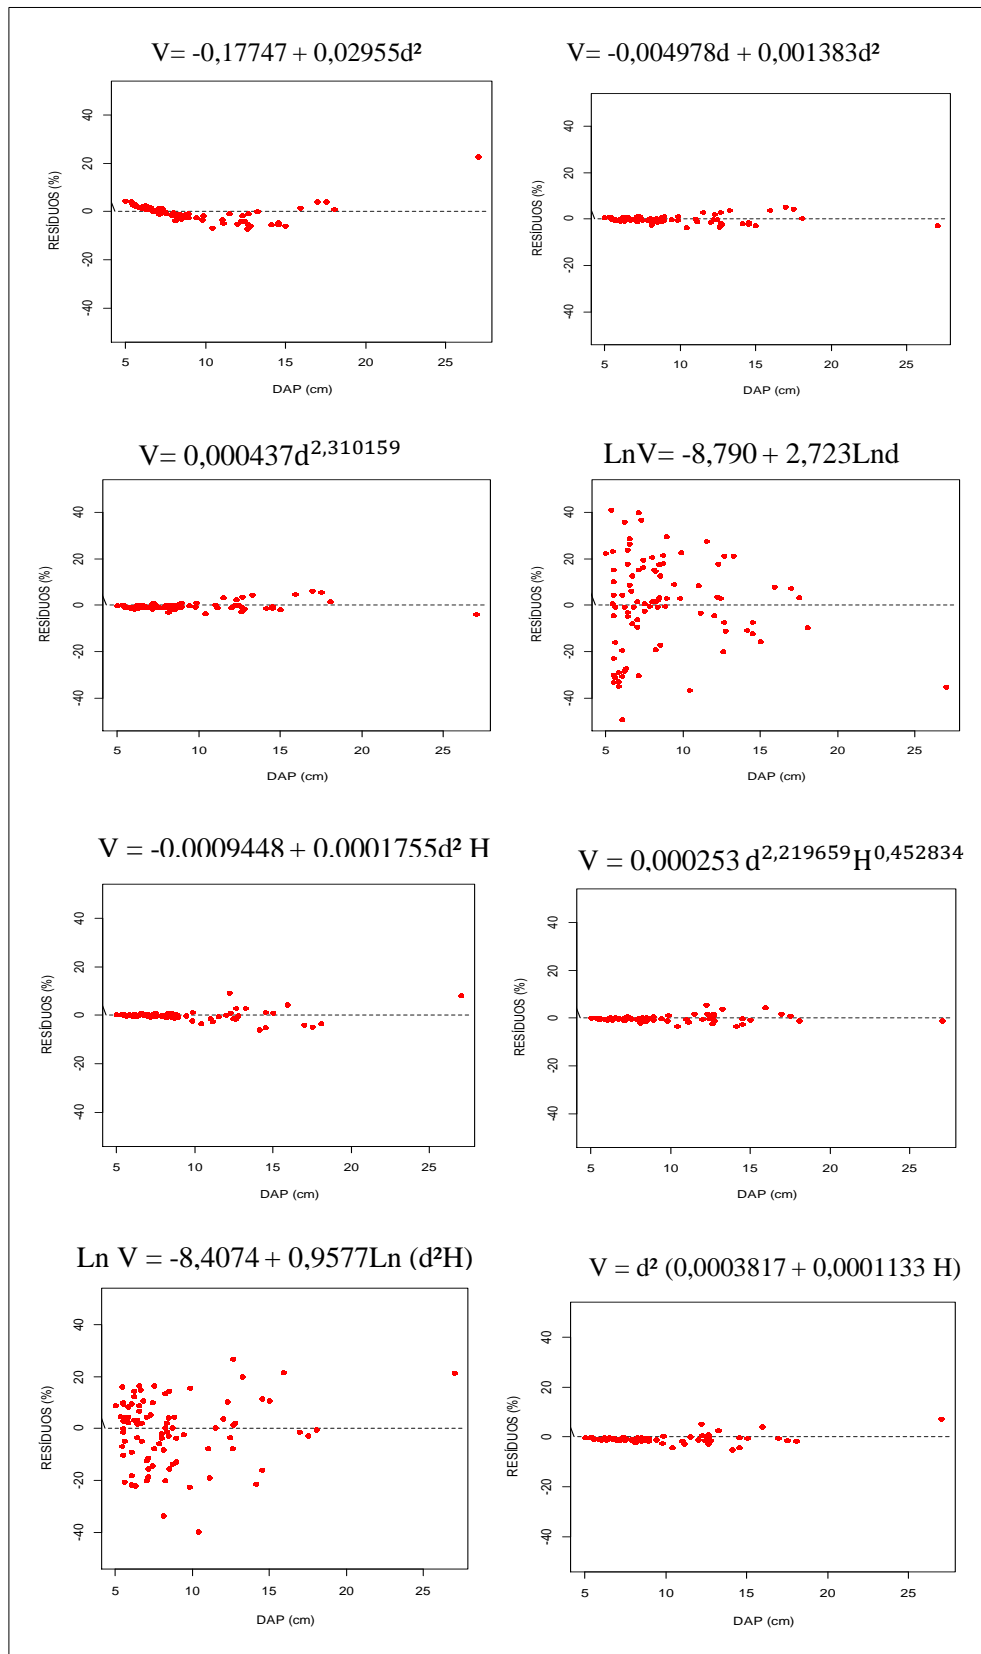 V= -0,17747 + 0,02955d²
V= -0,004978d + 0,001383d²
RESÍDUOS (%)
40
20
0
-20
-40
5 10 15 20 25
DAP (cm)
RESÍDUOS (%)
40
20
0
-20
-40
5 10 15 20 25
DAP (cm)
V= 0,000437d^2,310159
LnV= -8,790 + 2,723Lnd
RESÍDUOS (%)
40
20
0
-20
-40
5 10 15 20 25
DAP (cm)
RESÍDUOS (%)
40
20
0
-20
-40
5 10 15 20 25
DAP (cm)
V = -0,0009448 + 0,0001755d² H
V = 0,000253 d^2,219659 H^0,452834
RESÍDUOS (%)
40
20
0
-20
-40
5 10 15 20 25
DAP (cm)
RESÍDUOS (%)
40
20
0
-20
-40
5 10 15 20 25
DAP (cm)
Ln V = -8,4074 + 0,9577Ln (d²H)
V = d² (0,0003817 + 0,0001133 H)
RESÍDUOS (%)
40
20
0
-20
-40
5 10 15 20 25
DAP (cm)
RESÍDUOS (%)
40
20
0
-20
-40
5 10 15 20 25
DAP (cm)